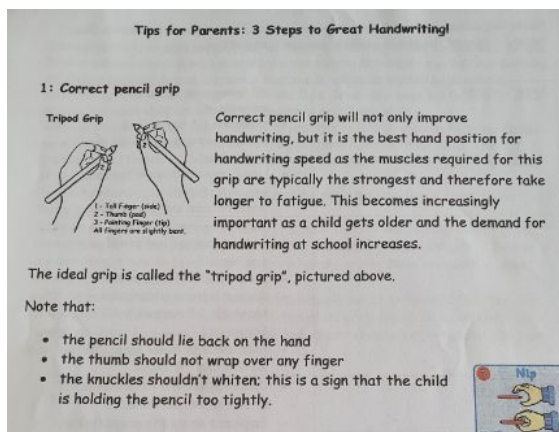 Tips for Parents: 3 Steps to Great Handwriting!
1: Correct pencil grip
Tripod Grip
1 - Tall Finger (side)
2 - Thumb (pad)
3 - Pointing Finger (tip)
All fingers are slightly bent.
Correct pencil grip will not only improve
handwriting, but it is the best hand position for
handwriting speed as the muscles required for this
grip are typically the strongest and therefore take
longer to fatigue. This becomes increasingly
important as a child gets older and the demand for
handwriting at school increases.
The ideal grip is called the "tripod grip", pictured above.
Note that:
• the pencil should lie back on the hand
• the thumb should not wrap over any finger
• the knuckles shouldn't whiten; this is a sign that the child
is holding the pencil too tightly.
Nip